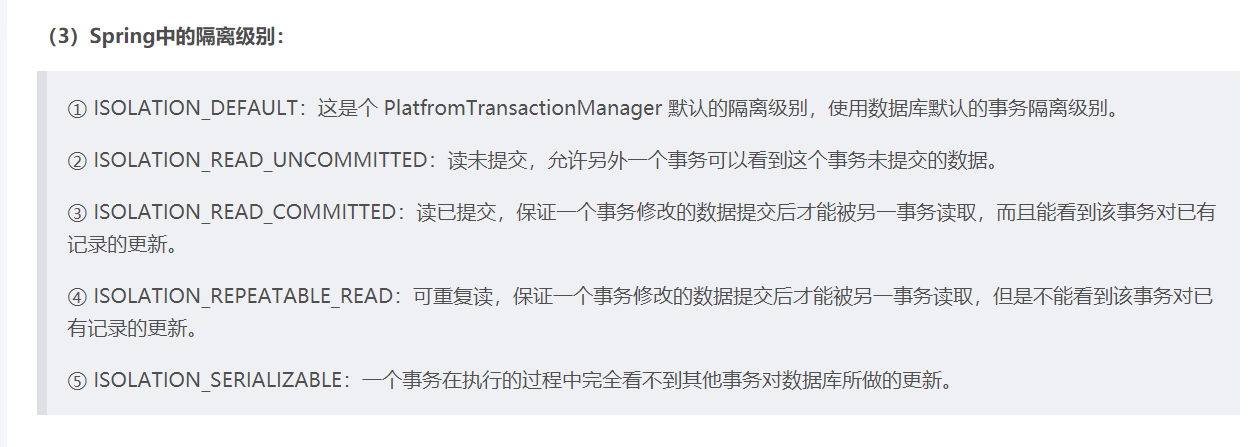 （3）Spring中的隔离级别：
① ISOLATION_DEFAULT：这是个 PlatfromTransactionManager 默认的隔离级别，使用数据库默认的事务隔离级别。
② ISOLATION_READ_UNCOMMITTED：读未提交，允许另外一个事务可以看到这个事务未提交的数据。
③ ISOLATION_READ_COMMITTED：读已提交，保证一个事务修改的数据提交后才能被另一事务读取，而且能看到该事务对已有
记录的更新。
④ ISOLATION_REPEATABLE_READ：可重复读，保证一个事务修改的数据提交后才能被另一事务读取，但是不能看到该事务对已
有记录的更新。
⑤ ISOLATION_SERIALIZABLE：一个事务在执行的过程中完全看不到其他事务对数据库所做的更新。